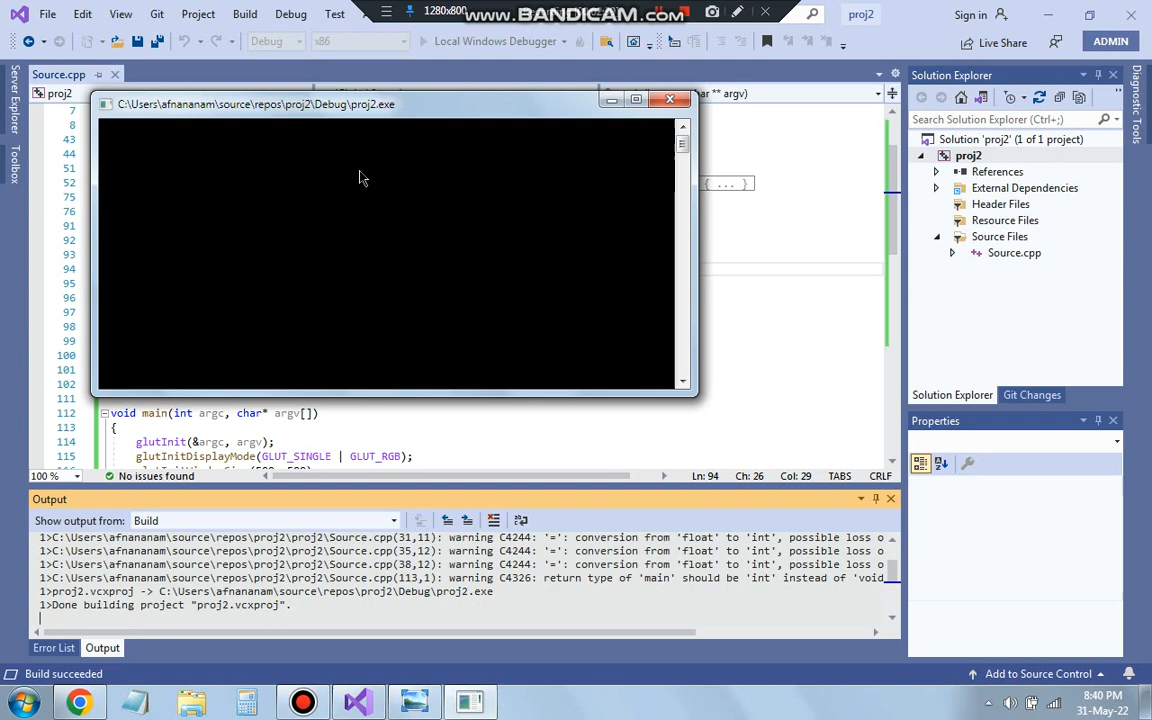 File Edit View Git Project Build Debug Test 1280x800 www.BANDICAM.com proj2 Sign in
Debug x86 Local Windows Debugger Live Share ADMIN
Server Explorer
Toolbox
Source.cpp
proj2
char ** argv)
C:\Users\afnananam\source\repos\proj2\Debug\proj2.exe
7
8
43
44
51
52 { ... }
75
76
91
92
93
94
95
96
97
98
99
100
101
102
112 void main(int argc, char* argv[])
113 {
114 glutInit(&argc, argv);
115 glutInitDisplayMode(GLUT_SINGLE | GLUT_RGB);
100 % No issues found Ln: 94 Ch: 26 Col: 29 TABS CRLF
Output
Show output from: Build
1>C:\Users\afnananam\source\repos\proj2\proj2\Source.cpp(31,11): warning C4244: '=': conversion from 'float' to 'int', possible loss o
1>C:\Users\afnananam\source\repos\proj2\proj2\Source.cpp(35,12): warning C4244: '=': conversion from 'float' to 'int', possible loss o
1>C:\Users\afnananam\source\repos\proj2\proj2\Source.cpp(38,12): warning C4244: '=': conversion from 'float' to 'int', possible loss o
1>C:\Users\afnananam\source\repos\proj2\proj2\Source.cpp(113,1): warning C4326: return type of 'main' should be 'int' instead of 'void
1>proj2.vcxproj -> C:\Users\afnananam\source\repos\proj2\Debug\proj2.exe
1>Done building project "proj2.vcxproj".
Error List Output
Build succeeded
Solution Explorer
Search Solution Explorer (Ctrl+;)
Solution 'proj2' (1 of 1 project)
proj2
References
External Dependencies
Header Files
Resource Files
Source Files
Source.cpp
Solution Explorer Git Changes
Properties
Diagnostic Tools
Add to Source Control
8:40 PM
31-May-22